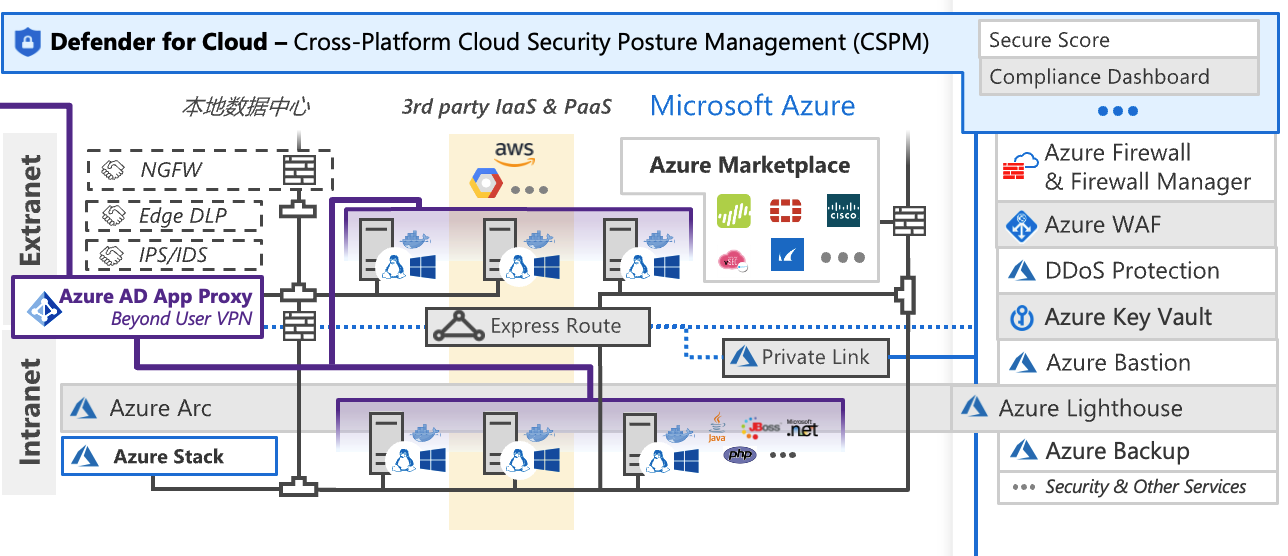 Defender for Cloud – Cross-Platform Cloud Security Posture Management (CSPM)
Secure Score
Compliance Dashboard
本地数据中心
3rd party IaaS & PaaS
Microsoft Azure
Extranet
NGFW
Edge DLP
IPS/IDS
aws
Azure Marketplace
CISCO
Azure Firewall
& Firewall Manager
Azure WAF
DDoS Protection
Azure Key Vault
Azure Bastion
Azure AD App Proxy
Beyond User VPN
Express Route
Private Link
Intranet
Azure Arc
Azure Lighthouse
Azure Stack
Java
JBoss
Microsoft
.net
php
Azure Backup
Security & Other Services